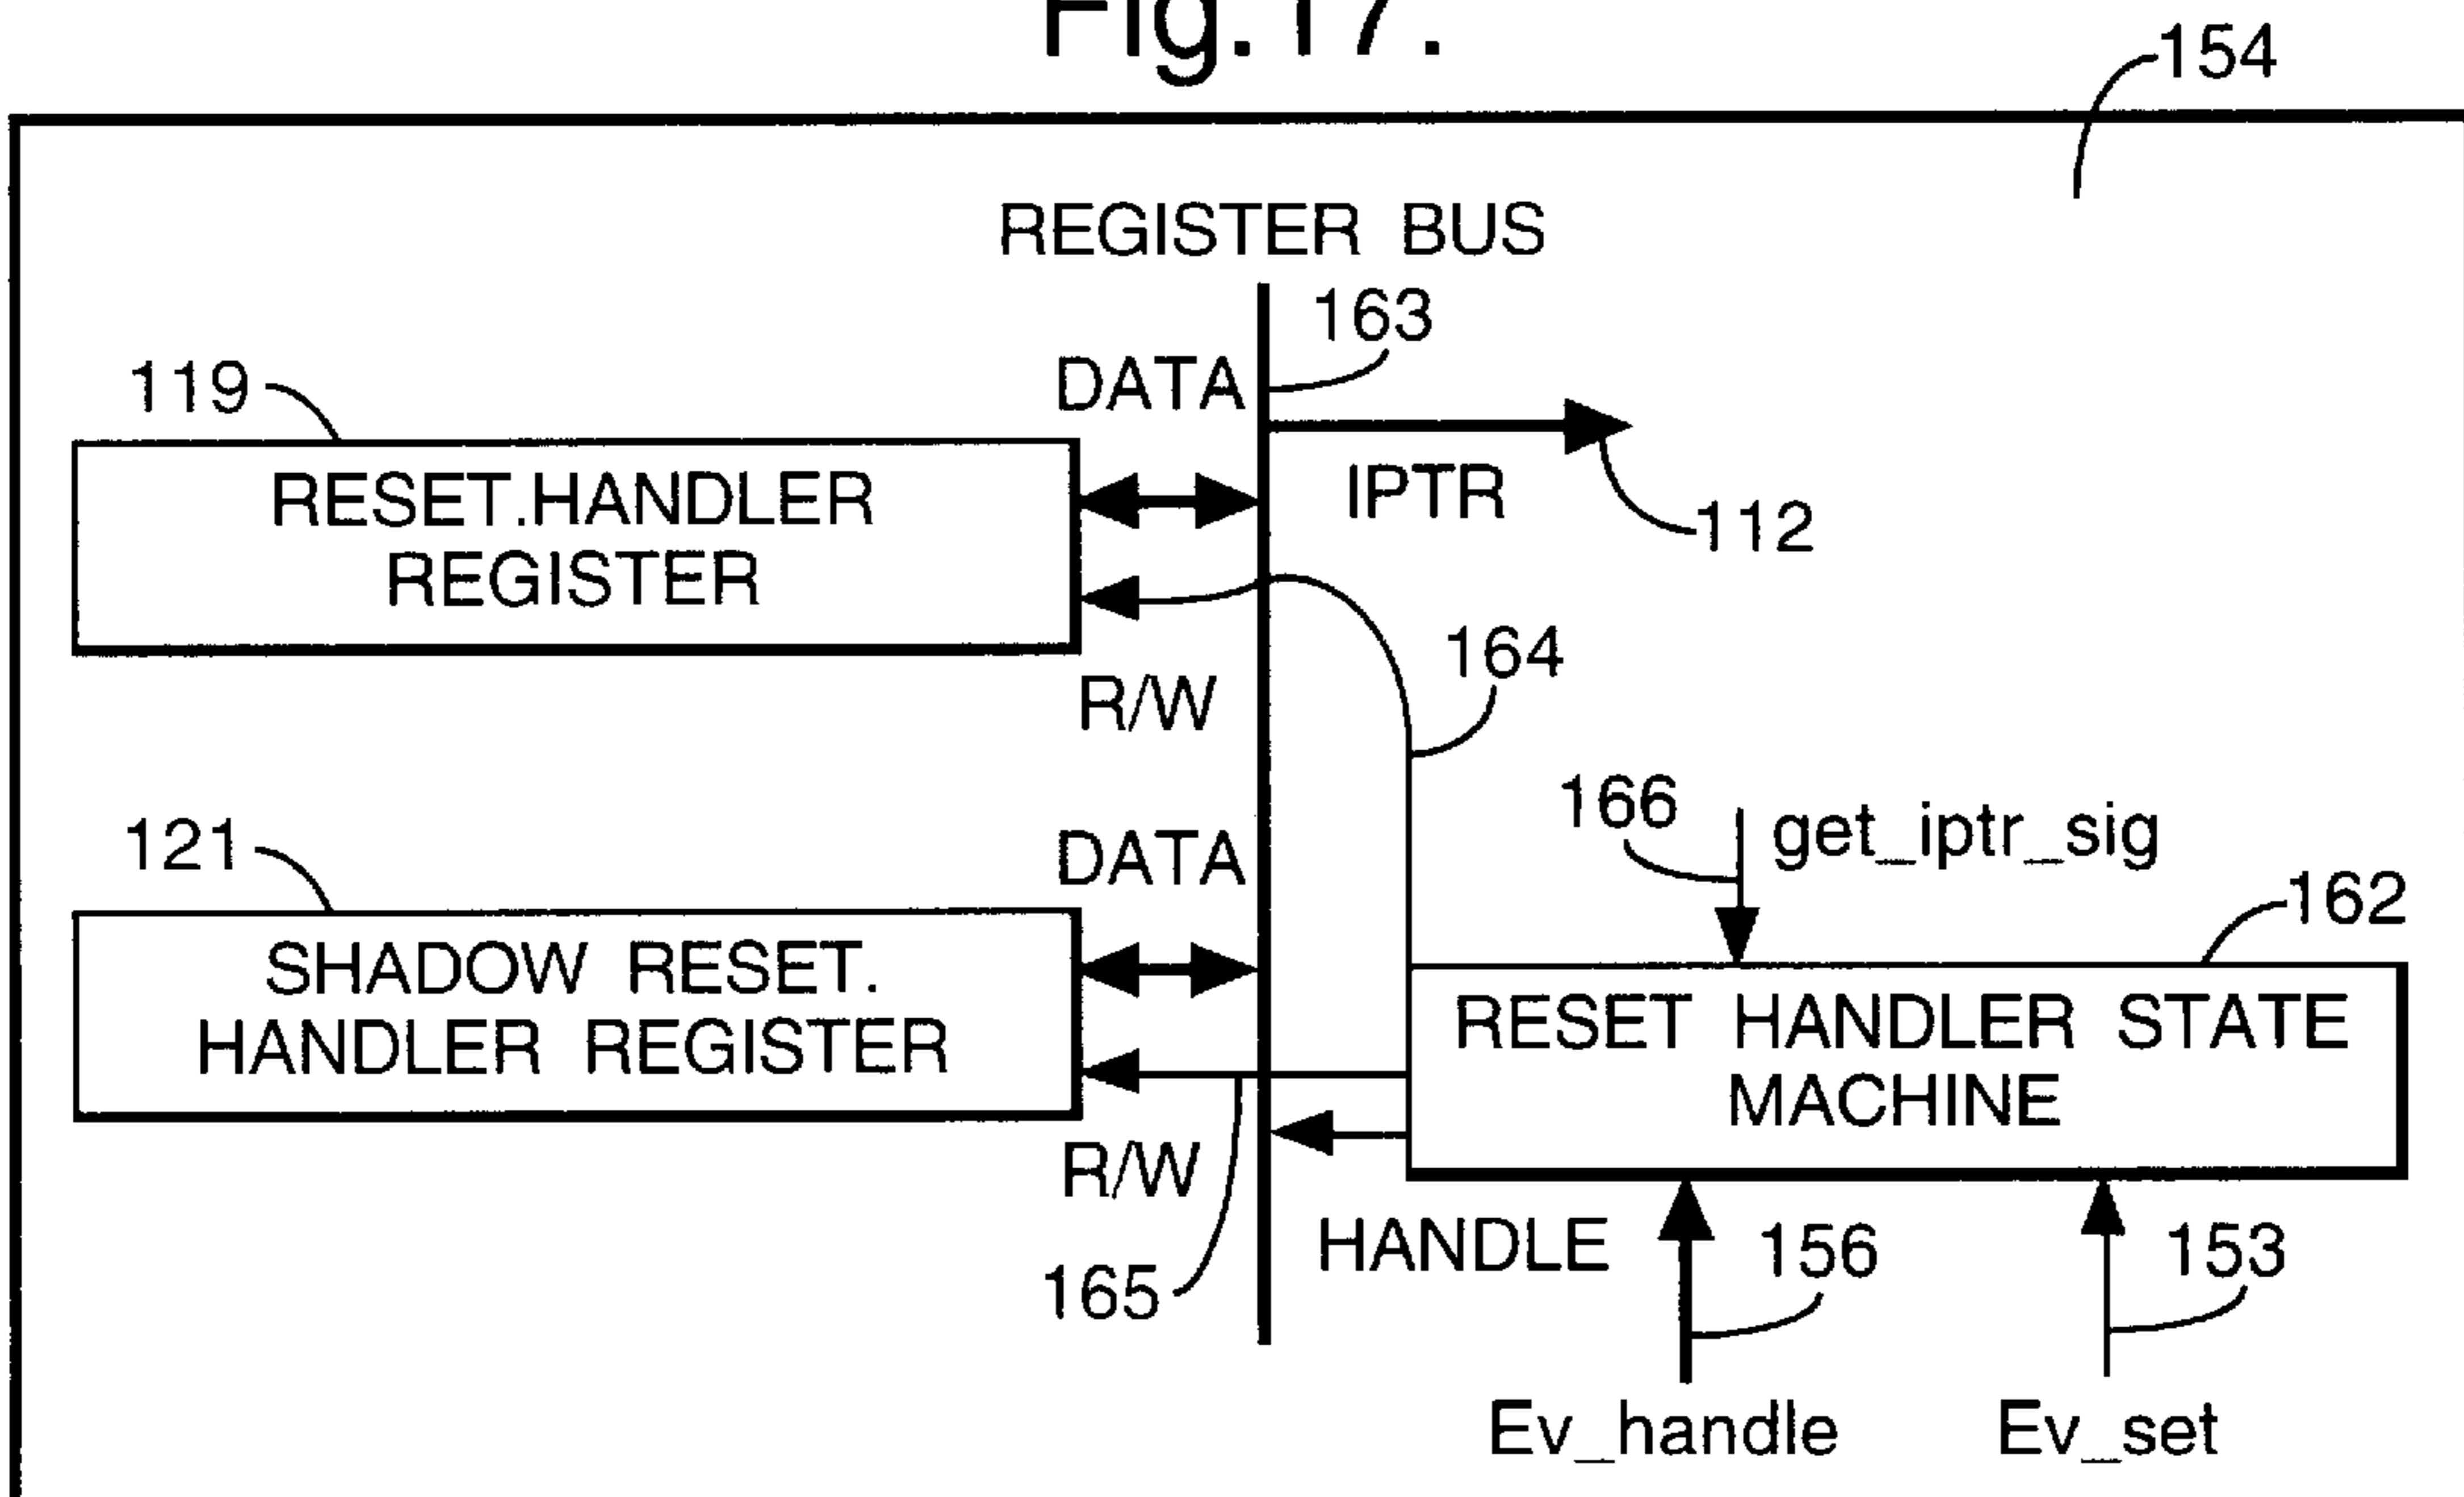 Fig.17.
154
REGISTER BUS
163
DATA
119
RESET.HANDLER
REGISTER
IPTR
112
R/W
164
166
get_iptr_sig
121
DATA
162
SHADOW RESET.
HANDLER REGISTER
RESET HANDLER STATE
MACHINE
R/W
HANDLE
156
153
165
Ev_handle
Ev_set